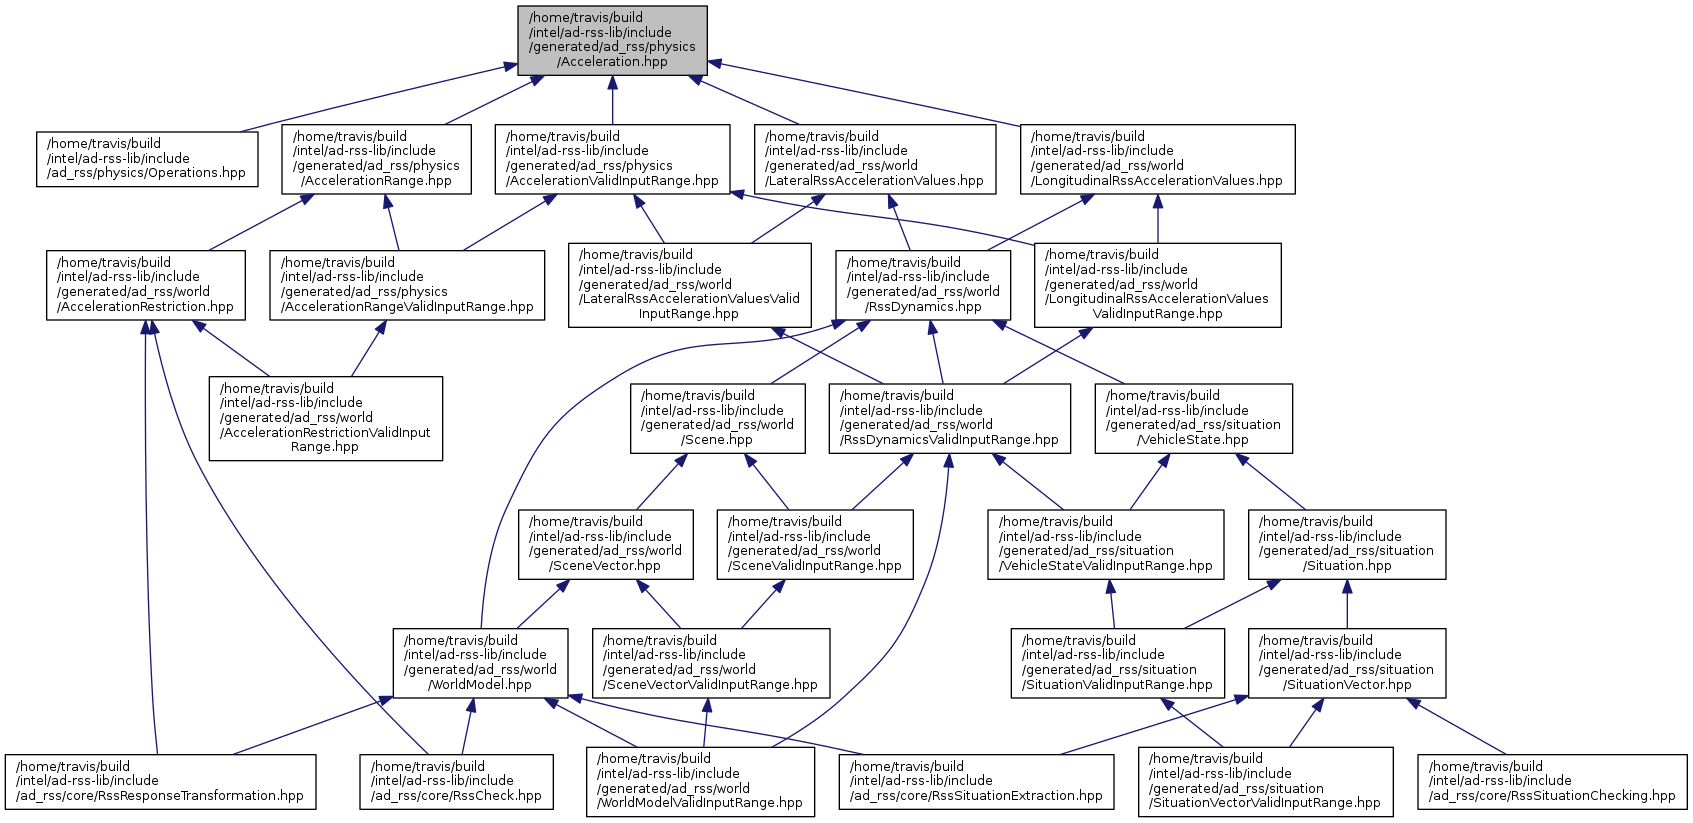 /home/travis/build
/intel/ad-rss-lib/include
/generated/ad_rss/physics
/Acceleration.hpp
/home/travis/build
/intel/ad-rss-lib/include
/ad_rss/physics/Operations.hpp
/home/travis/build
/intel/ad-rss-lib/include
/generated/ad_rss/physics
/AccelerationRange.hpp
/home/travis/build
/intel/ad-rss-lib/include
/generated/ad_rss/physics
/AccelerationValidInputRange.hpp
/home/travis/build
/intel/ad-rss-lib/include
/generated/ad_rss/world
/LateralRssAccelerationValues.hpp
/home/travis/build
/intel/ad-rss-lib/include
/generated/ad_rss/world
/LongitudinalRssAccelerationValues.hpp
/home/travis/build
/intel/ad-rss-lib/include
/generated/ad_rss/world
/AccelerationRestriction.hpp
/home/travis/build
/intel/ad-rss-lib/include
/generated/ad_rss/physics
/AccelerationRangeValidInputRange.hpp
/home/travis/build
/intel/ad-rss-lib/include
/generated/ad_rss/world
/LateralRssAccelerationValuesValid
InputRange.hpp
/home/travis/build
/intel/ad-rss-lib/include
/generated/ad_rss/world
/RssDynamics.hpp
/home/travis/build
/intel/ad-rss-lib/include
/generated/ad_rss/world
/LongitudinalRssAccelerationValues
ValidInputRange.hpp
/home/travis/build
/intel/ad-rss-lib/include
/generated/ad_rss/world
/AccelerationRestrictionValidInput
Range.hpp
/home/travis/build
/intel/ad-rss-lib/include
/generated/ad_rss/world
/Scene.hpp
/home/travis/build
/intel/ad-rss-lib/include
/generated/ad_rss/world
/RssDynamicsValidInputRange.hpp
/home/travis/build
/intel/ad-rss-lib/include
/generated/ad_rss/situation
/VehicleState.hpp
/home/travis/build
/intel/ad-rss-lib/include
/generated/ad_rss/world
/SceneVector.hpp
/home/travis/build
/intel/ad-rss-lib/include
/generated/ad_rss/world
/SceneValidInputRange.hpp
/home/travis/build
/intel/ad-rss-lib/include
/generated/ad_rss/situation
/VehicleStateValidInputRange.hpp
/home/travis/build
/intel/ad-rss-lib/include
/generated/ad_rss/situation
/Situation.hpp
/home/travis/build
/intel/ad-rss-lib/include
/generated/ad_rss/world
/WorldModel.hpp
/home/travis/build
/intel/ad-rss-lib/include
/generated/ad_rss/world
/SceneVectorValidInputRange.hpp
/home/travis/build
/intel/ad-rss-lib/include
/generated/ad_rss/situation
/SituationValidInputRange.hpp
/home/travis/build
/intel/ad-rss-lib/include
/generated/ad_rss/situation
/SituationVector.hpp
/home/travis/build
/intel/ad-rss-lib/include
/ad_rss/core/RssResponseTransformation.hpp
/home/travis/build
/intel/ad-rss-lib/include
/ad_rss/core/RssCheck.hpp
/home/travis/build
/intel/ad-rss-lib/include
/generated/ad_rss/world
/WorldModelValidInputRange.hpp
/home/travis/build
/intel/ad-rss-lib/include
/ad_rss/core/RssSituationExtraction.hpp
/home/travis/build
/intel/ad-rss-lib/include
/generated/ad_rss/situation
/SituationVectorValidInputRange.hpp
/home/travis/build
/intel/ad-rss-lib/include
/ad_rss/core/RssSituationChecking.hpp